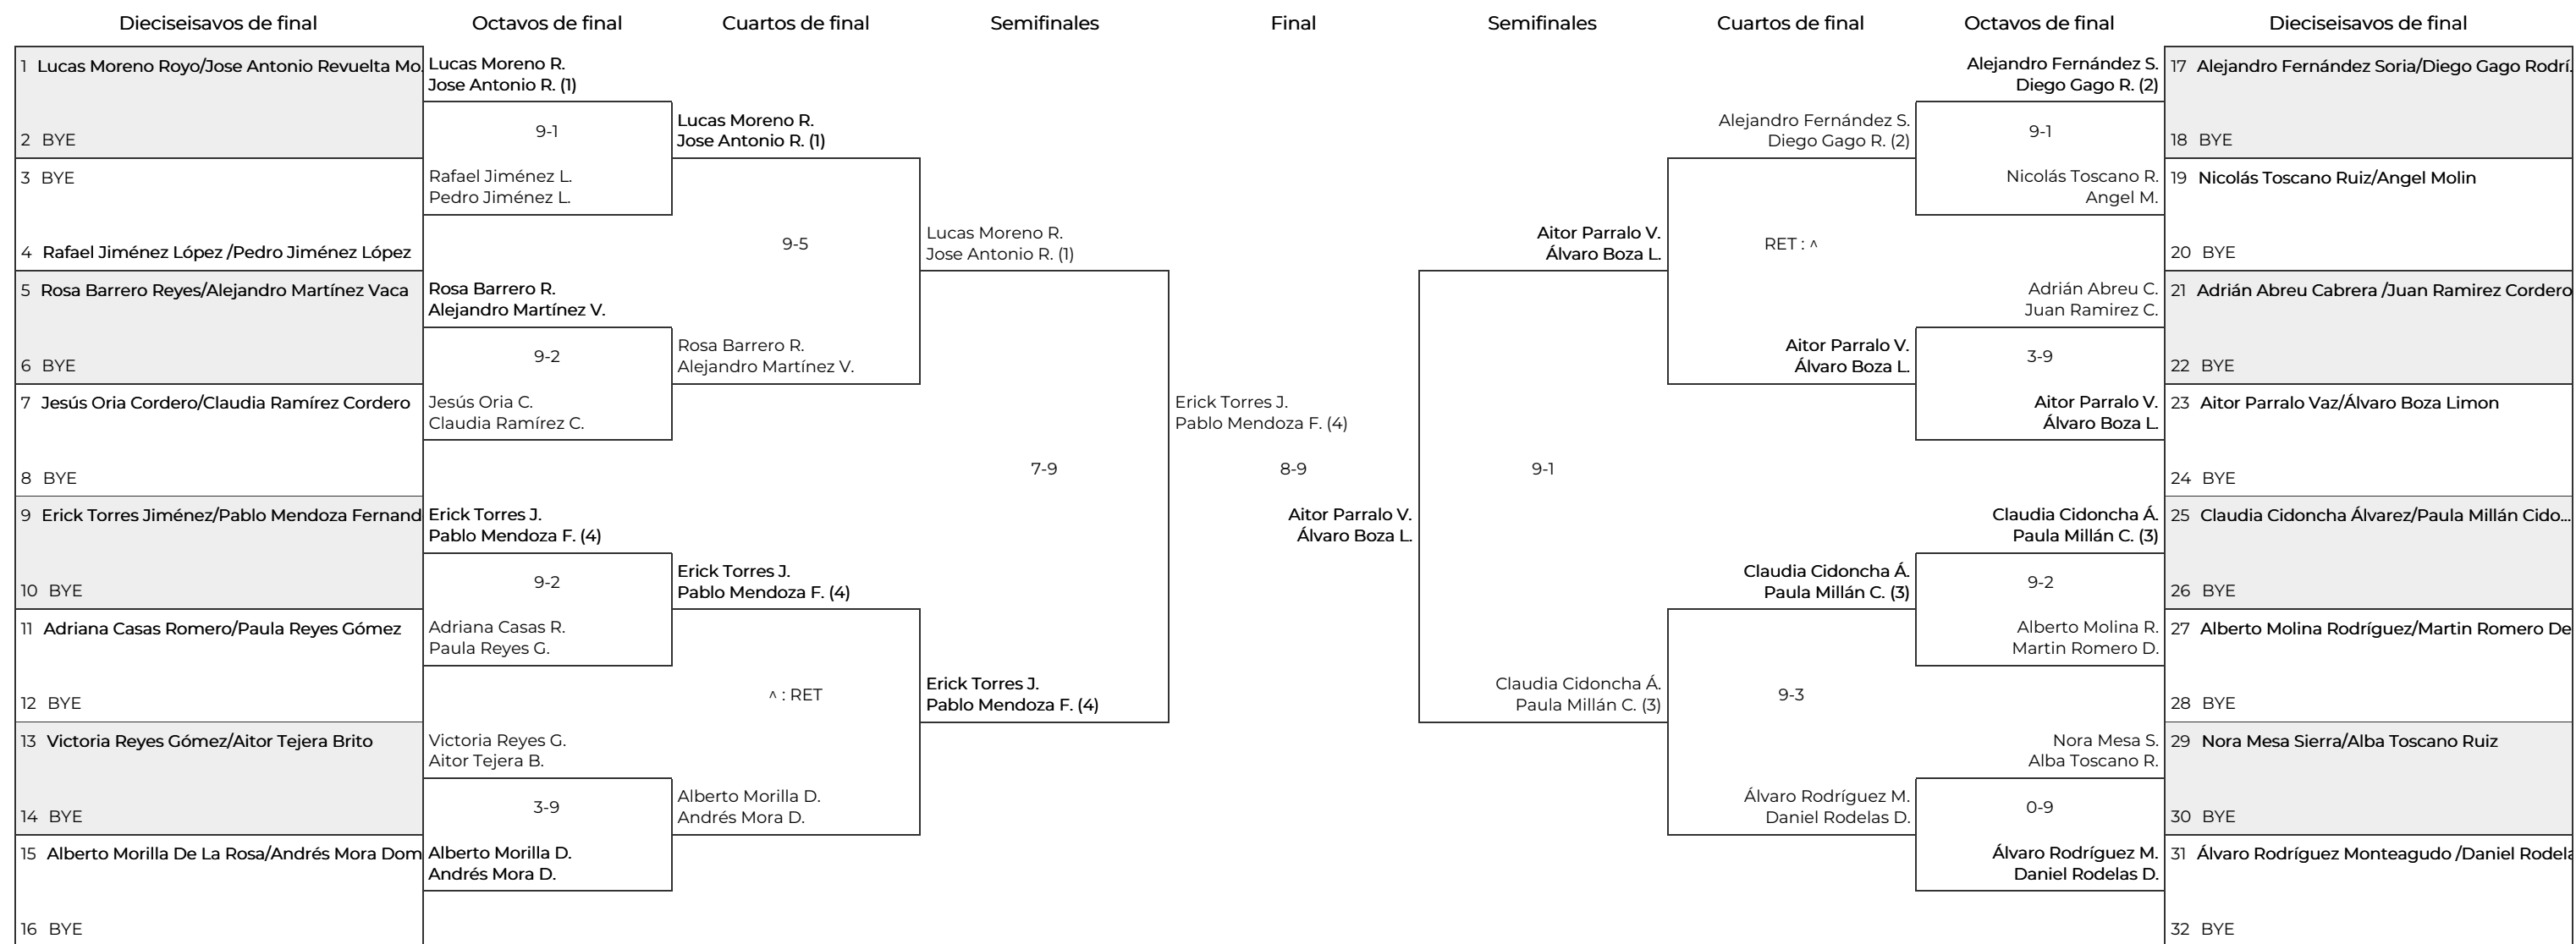 Dieciseisavos de final
Octavos de final
Cuartos de final
Semifinales
Final
Semifinales
Cuartos de final
Octavos de final
Dieciseisavos de final
1 Lucas Moreno Royo/Jose Antonio Revuelta Mo.
2 BYE
3 BYE
4 Rafael Jiménez López /Pedro Jiménez López
5 Rosa Barrero Reyes/Alejandro Martínez Vaca
6 BYE
7 Jesús Oria Cordero/Claudia Ramírez Cordero
8 BYE
9 Erick Torres Jiménez/Pablo Mendoza Fernand
10 BYE
11 Adriana Casas Romero/Paula Reyes Gómez
12 BYE
13 Victoria Reyes Gómez/Aitor Tejera Brito
14 BYE
15 Alberto Morilla De La Rosa/Andrés Mora Dom
16 BYE
Lucas Moreno R.
Jose Antonio R. (1)
9-1
Rafael Jiménez L.
Pedro Jiménez L.
Rosa Barrero R.
Alejandro Martínez V.
9-2
Jesús Oria C.
Claudia Ramírez C.
Erick Torres J.
Pablo Mendoza F. (4)
9-2
Adriana Casas R.
Paula Reyes G.
Victoria Reyes G.
Aitor Tejera B.
3-9
Alberto Morilla D.
Andrés Mora D.
Lucas Moreno R.
Jose Antonio R. (1)
9-5
Rosa Barrero R.
Alejandro Martínez V.
Erick Torres J.
Pablo Mendoza F. (4)
^ : RET
Alberto Morilla D.
Andrés Mora D.
Lucas Moreno R.
Jose Antonio R. (1)
7-9
Erick Torres J.
Pablo Mendoza F. (4)
Erick Torres J.
Pablo Mendoza F. (4)
8-9
Aitor Parralo V.
Álvaro Boza L.
Aitor Parralo V.
Álvaro Boza L.
9-1
Claudia Cidoncha Á.
Paula Millán C. (3)
Alejandro Fernández S.
Diego Gago R. (2)
RET : ^
Aitor Parralo V.
Álvaro Boza L.
Claudia Cidoncha Á.
Paula Millán C. (3)
9-3
Álvaro Rodríguez M.
Daniel Rodelas D.
Alejandro Fernández S.
Diego Gago R. (2)
9-1
Nicolás Toscano R.
Angel M.
Adrián Abreu C.
Juan Ramirez C.
3-9
Aitor Parralo V.
Álvaro Boza L.
Claudia Cidoncha Á.
Paula Millán C. (3)
9-2
Alberto Molina R.
Martin Romero D.
Nora Mesa S.
Alba Toscano R.
0-9
Álvaro Rodríguez M.
Daniel Rodelas D.
17 Alejandro Fernández Soria/Diego Gago Rodrí.
18 BYE
19 Nicolás Toscano Ruiz/Angel Molin
20 BYE
21 Adrián Abreu Cabrera /Juan Ramirez Cordero
22 BYE
23 Aitor Parralo Vaz/Álvaro Boza Limon
24 BYE
25 Claudia Cidoncha Álvarez/Paula Millán Cido...
26 BYE
27 Alberto Molina Rodríguez/Martin Romero De
28 BYE
29 Nora Mesa Sierra/Alba Toscano Ruiz
30 BYE
31 Álvaro Rodríguez Monteagudo /Daniel Rodela
32 BYE